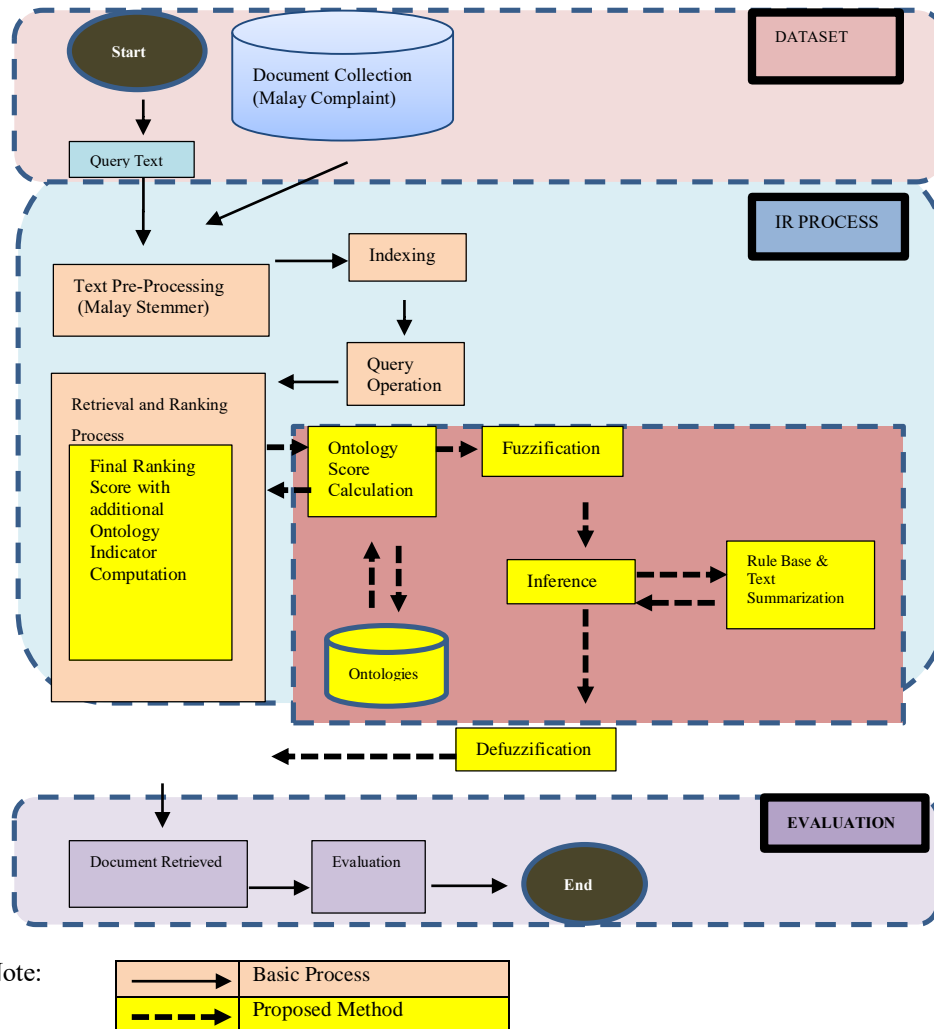 DATASET
Start
Document Collection
(Malay Complaint)
Query Text
IR PROCESS
Indexing
Text Pre-Processing
(Malay Stemmer)
Query
Operation
Retrieval and Ranking
Process
Final Ranking
Score with
additional
Ontology
Indicator
Computation
Ontology
Score
Calculation
Fuzzification
Inference
Rule Base &
Text
Summarization
Ontologies
Defuzzification
EVALUATION
Document Retrieved
Evaluation
End
ote:
Basic Process
Proposed Method